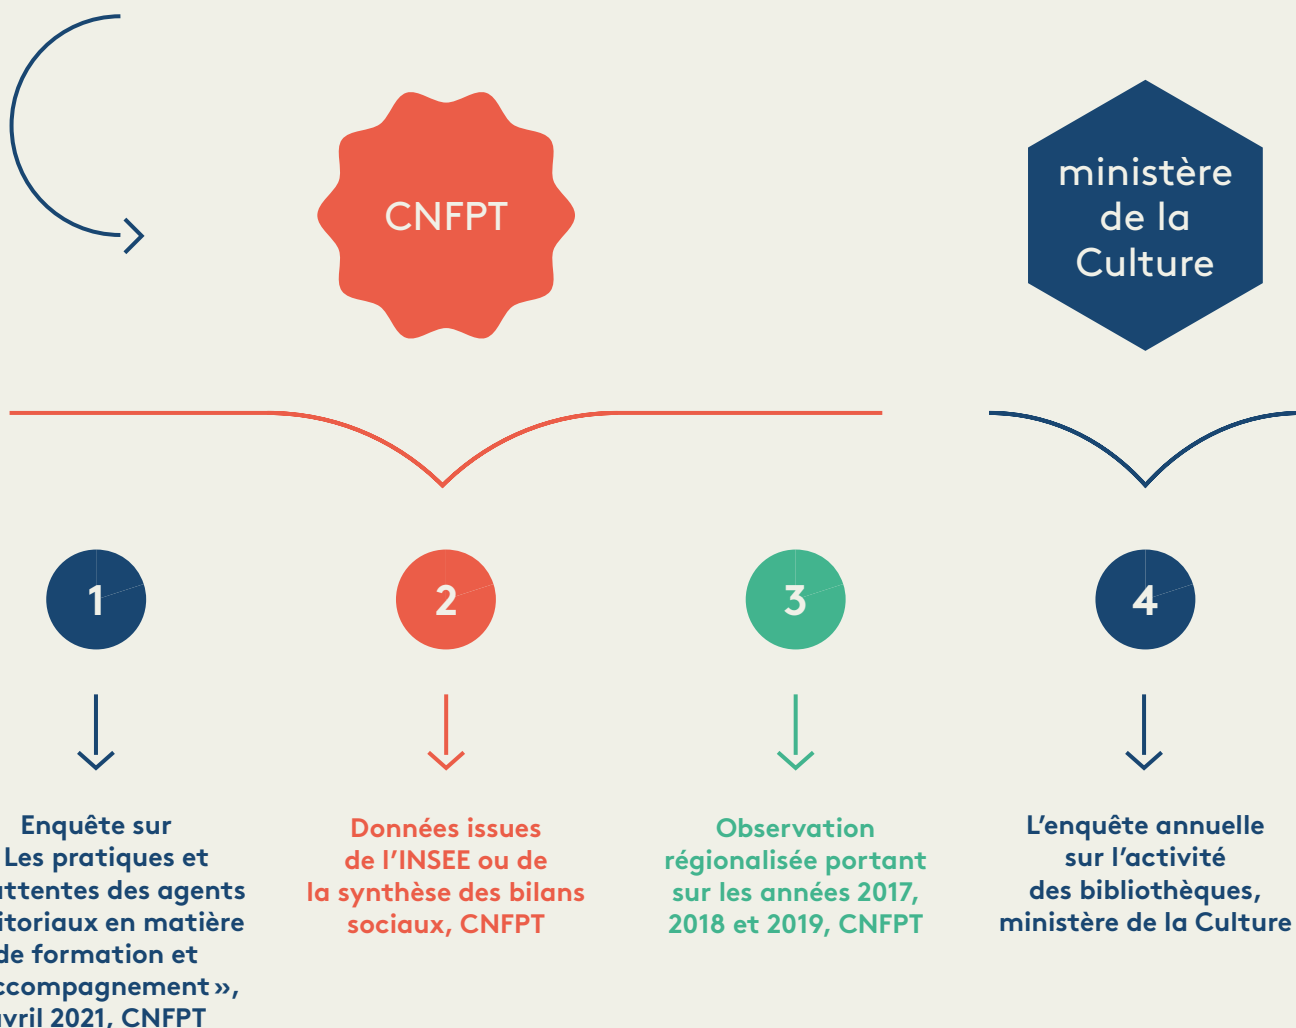 CNFPT
ministère
de la
Culture
1
2
3
4
Enquête sur
Les pratiques et
attentes des agents
itoriaux en matière
de formation et
ccompagnement »,
avril 2021, CNFPT
Données issues
de l'INSEE ou de
la synthèse des bilans
sociaux, CNFPT
Observation
régionalisée portant
sur les années 2017,
2018 et 2019, CNFPT
L'enquête annuelle
sur l'activité
des bibliothèques,
ministère de la Culture